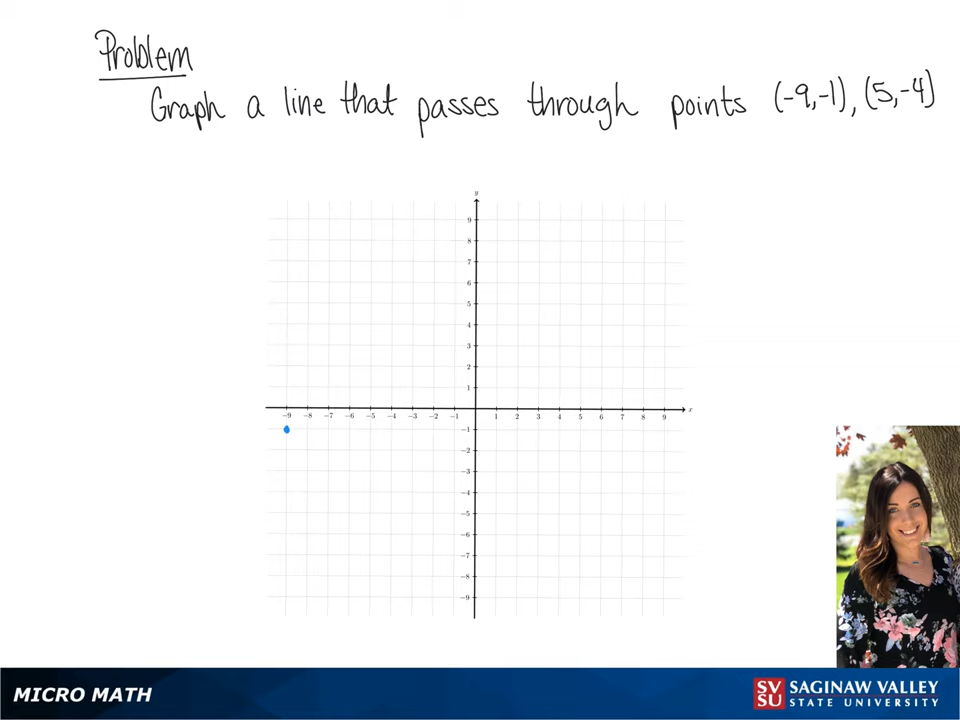 Problem
Graph a line that passes through points (-9,-1), (5,-4)
y
9
8
7
6
5
4
3
2
1
−9 −8 −7 −6 −5 −4 −3 −2 −1 1 2 3 4 5 6 7 8 9 x
−1
−2
−3
−4
−5
−6
−7
−8
−9
MICRO MATH
SV SU SAGINAW VALLEY
STATE UNIVERSITY